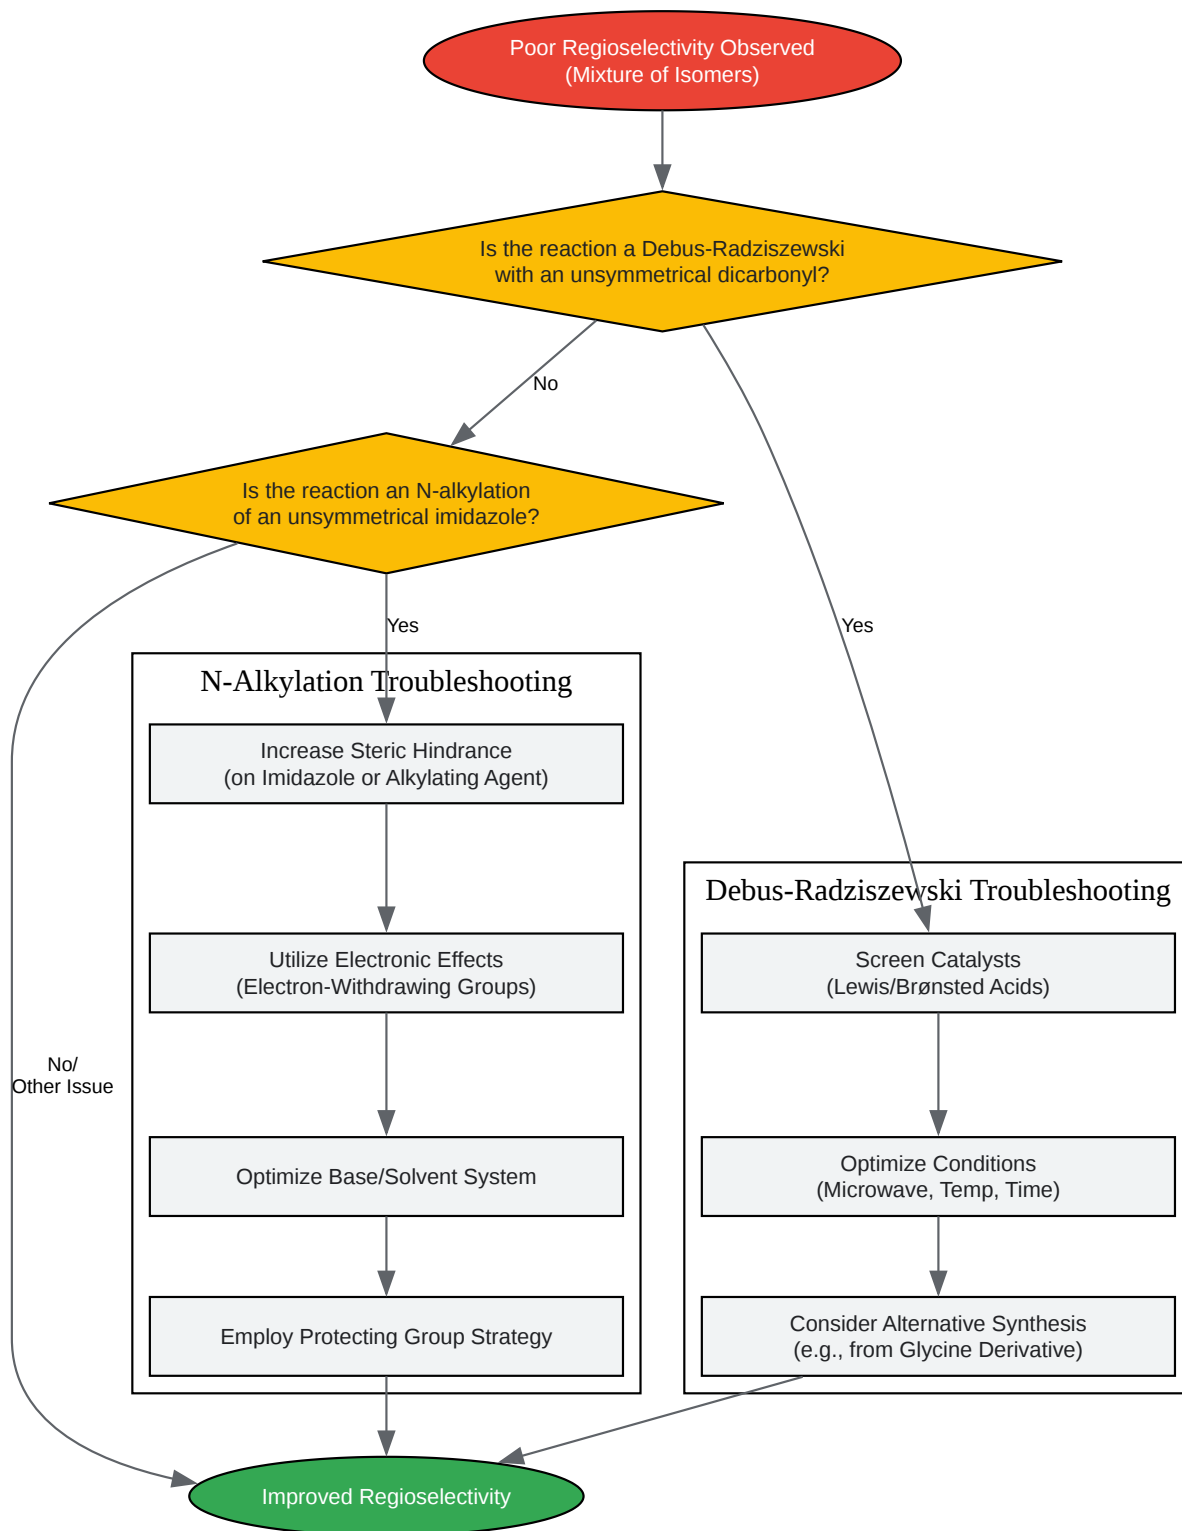 Poor Regioselectivity Observed
(Mixture of Isomers)
Is the reaction a Debus-Radziszewski
with an unsymmetrical dicarbonyl?
No
Is the reaction an N-alkylation
of an unsymmetrical imidazole?
Yes
Yes
N-Alkylation Troubleshooting
Increase Steric Hindrance
(on Imidazole or Alkylating Agent)
Utilize Electronic Effects
(Electron-Withdrawing Groups)
Optimize Base/Solvent System
Employ Protecting Group Strategy
Debus-Radziszewski Troubleshooting
Screen Catalysts
(Lewis/Brønsted Acids)
Optimize Conditions
(Microwave, Temp, Time)
Consider Alternative Synthesis
(e.g., from Glycine Derivative)
No/
Other Issue
Improved Regioselectivity